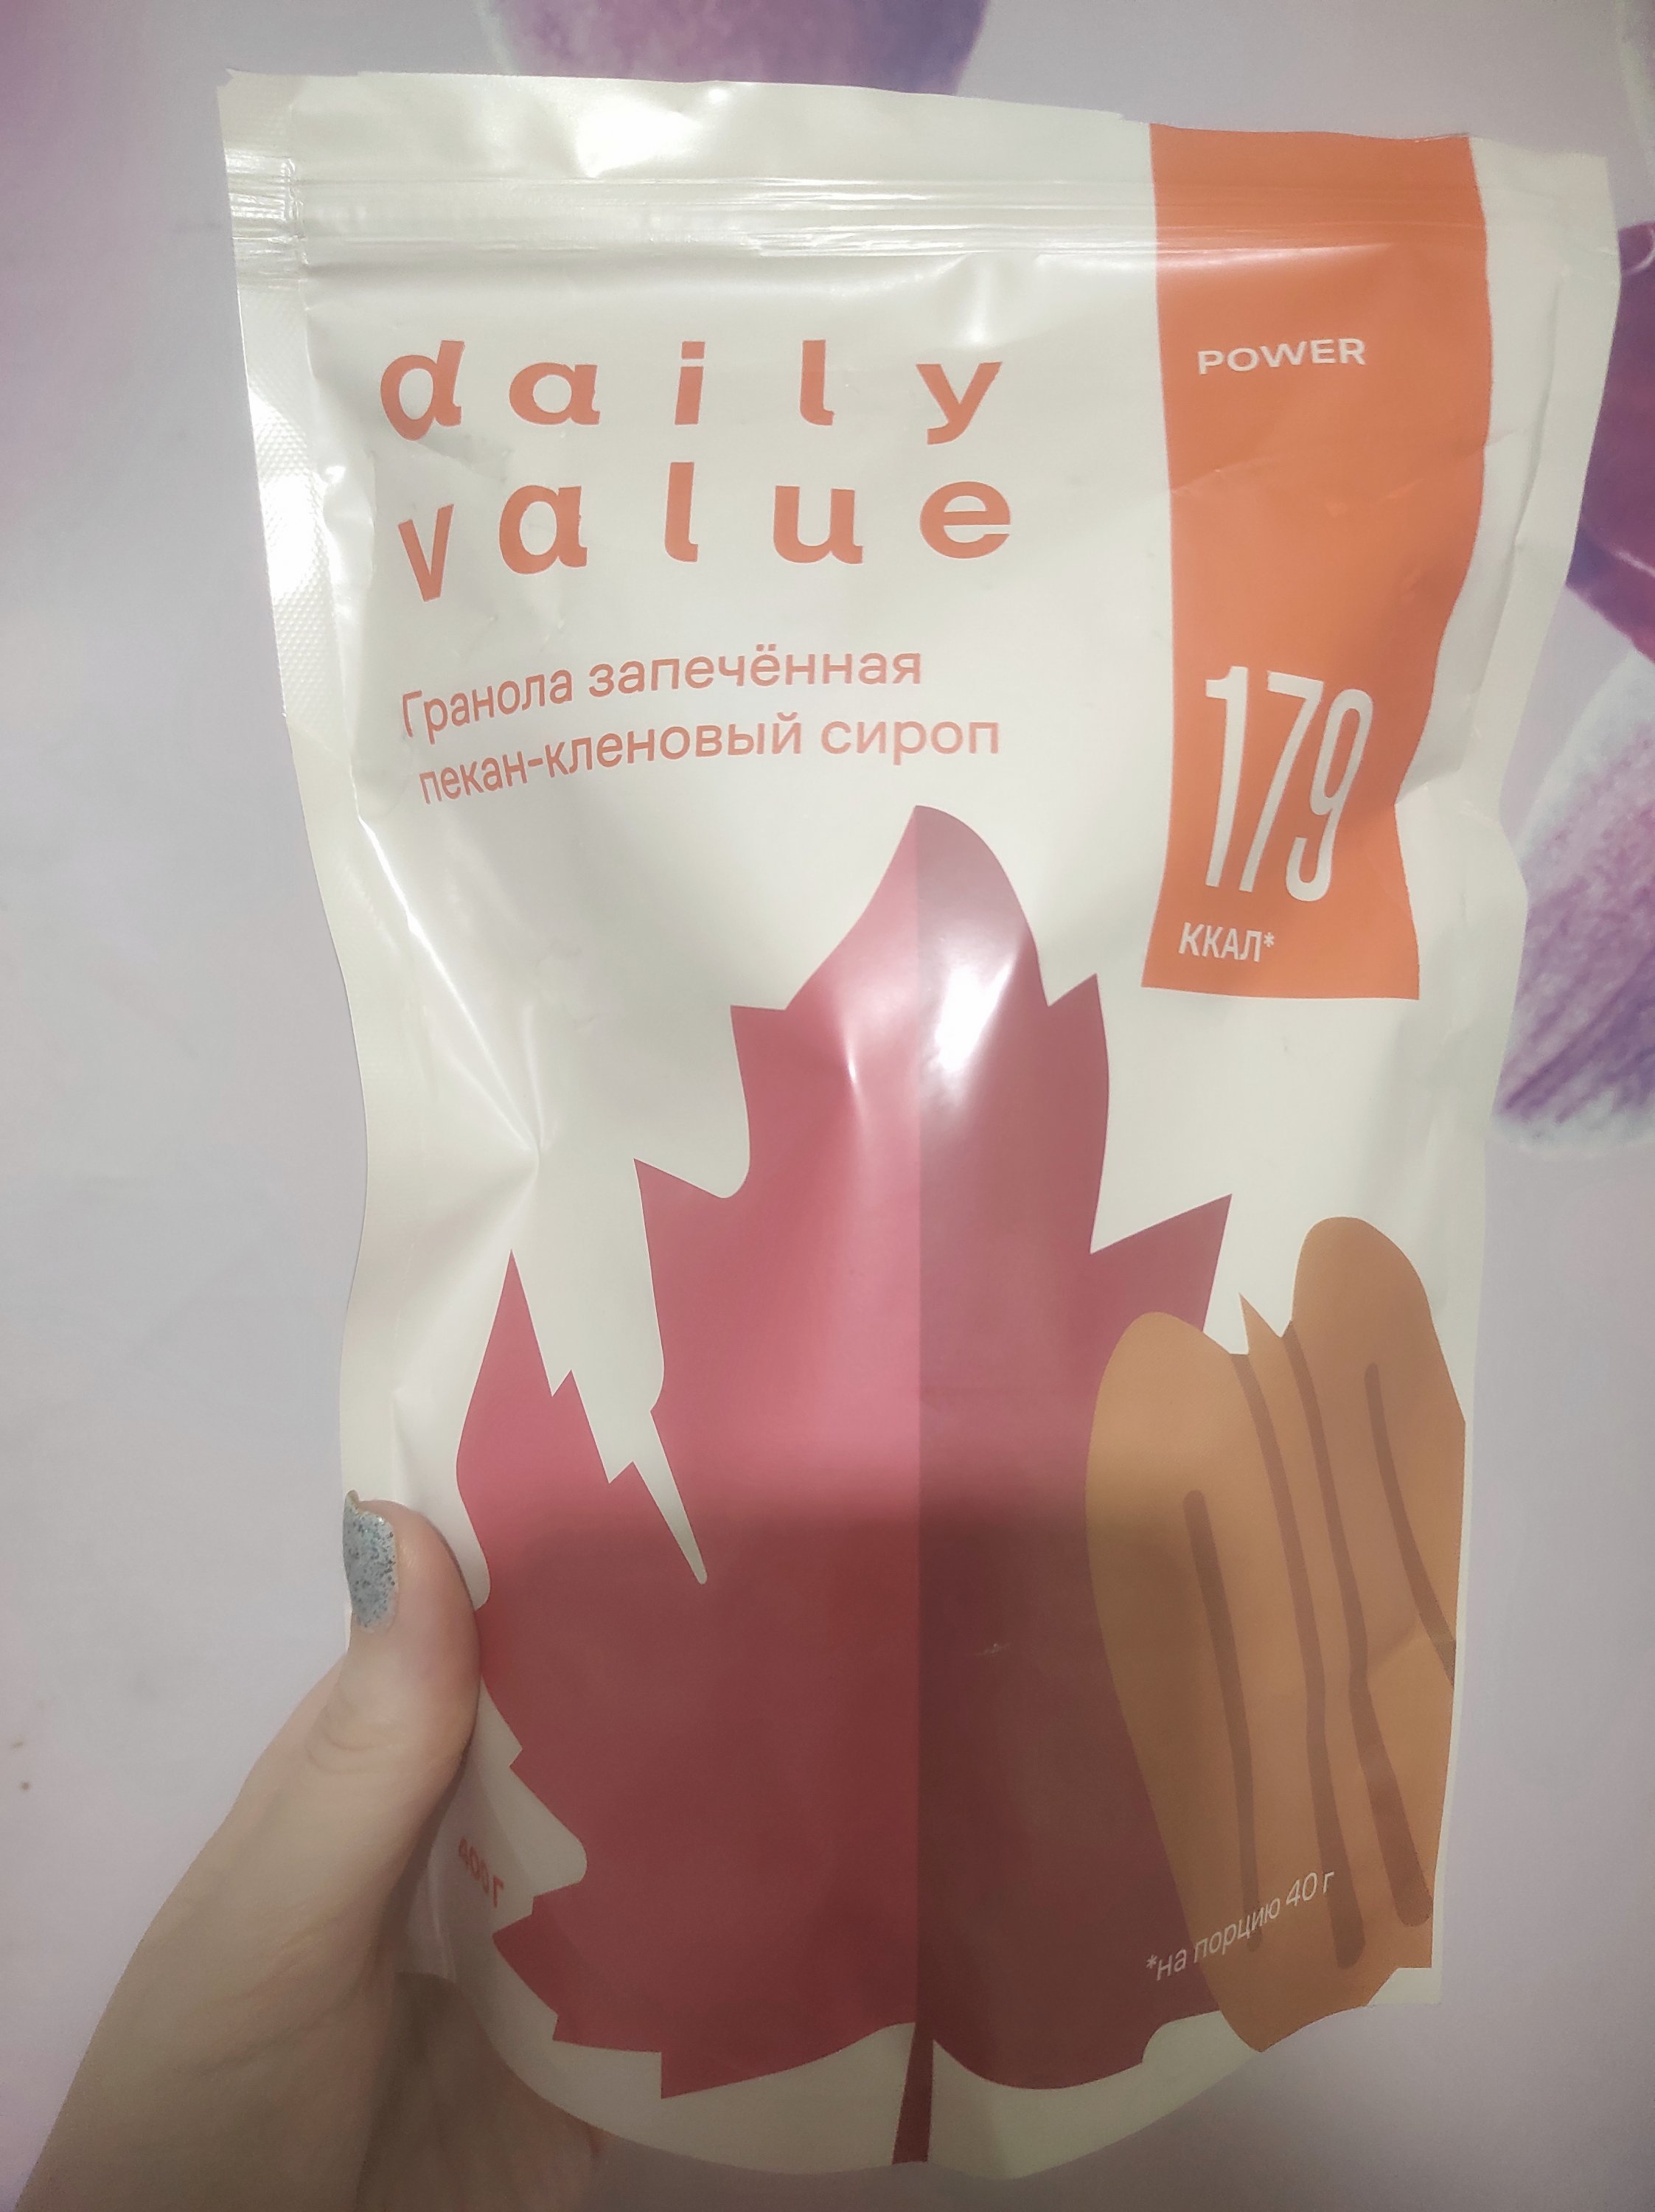 daily
value
Гранола запечённая
пекан-кленовый сироп
POWER
179
ККАЛ*
400 г
*на порцию 40 г